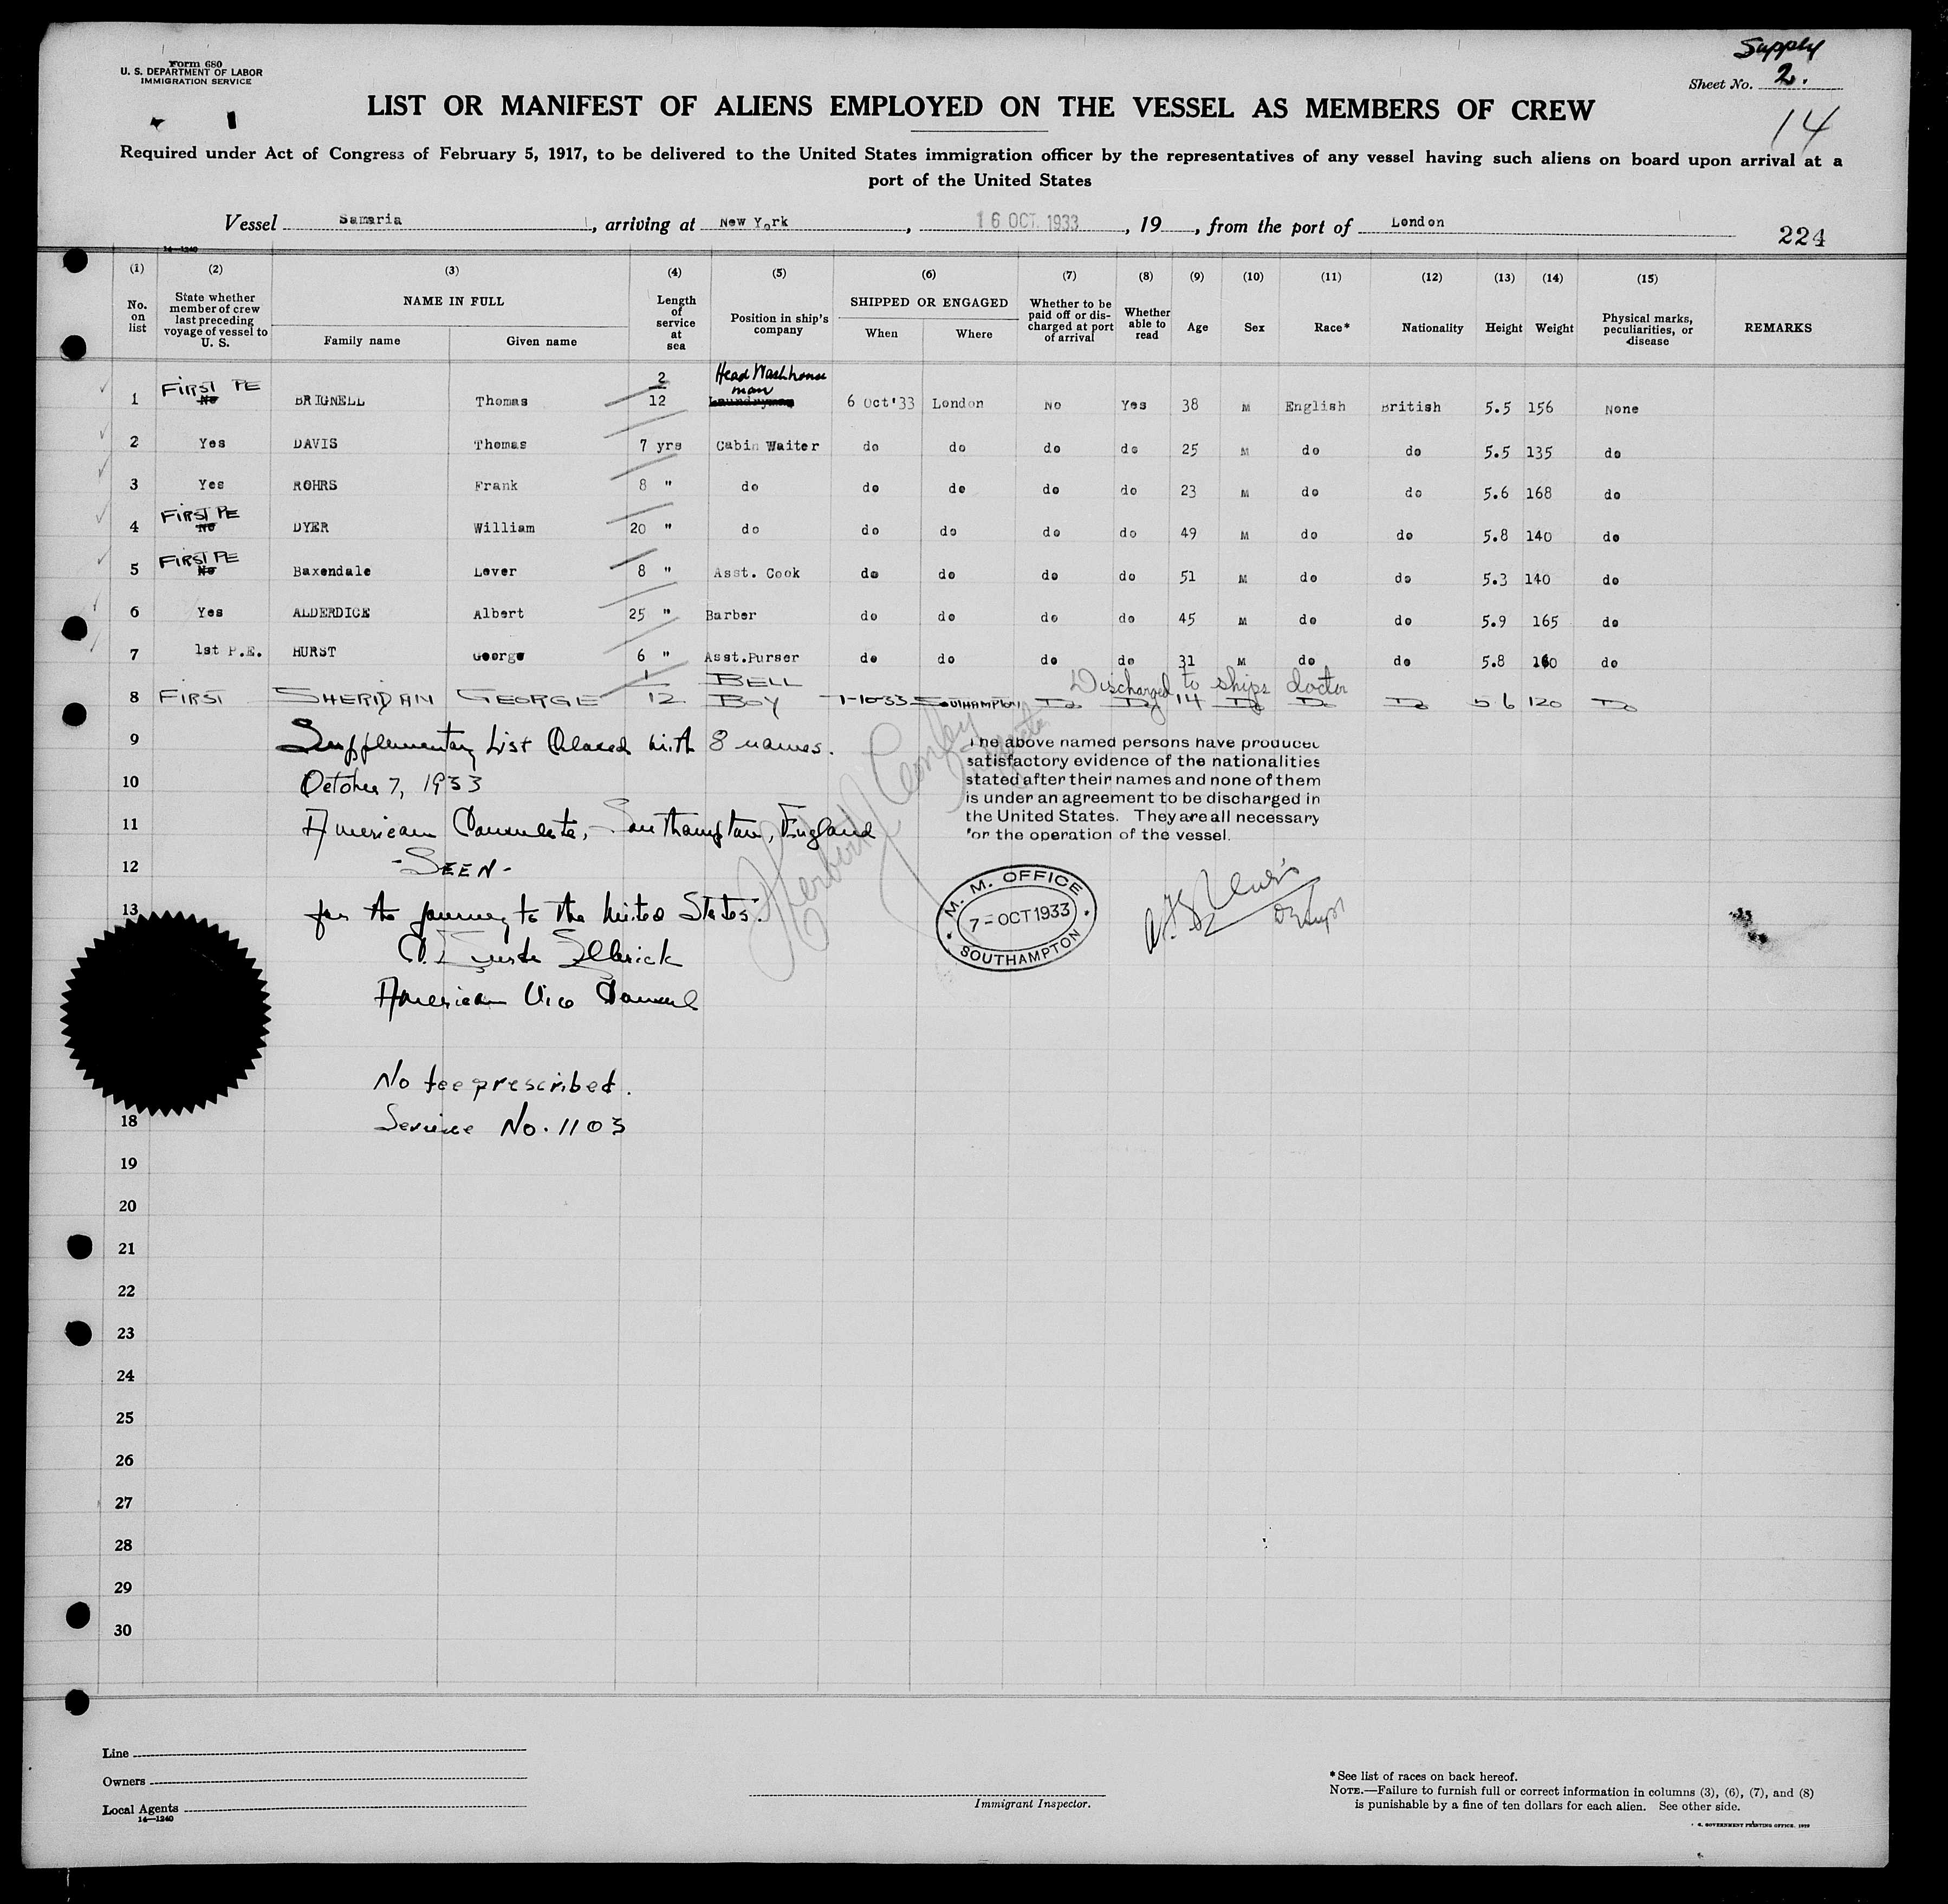 Form 680
U. S. DEPARTMENT OF LABOR
IMMIGRATION SERVICE
Supply
Sheet No. 2.
14
LIST OR MANIFEST OF ALIENS EMPLOYED ON THE VESSEL AS MEMBERS OF CREW
Required under Act of Congress of February 5, 1917, to be delivered to the United States immigration officer by the representatives of any vessel having such aliens on board upon arrival at a
port of the United States
Vessel Samaria, arriving at New York, 16 OCT. 1933, 19, from the port of London
224
14—1240
(1) (2) (3) (4) (5) (6) (7) (8) (9) (10) (11) (12) (13) (14) (15)
No. on list
State whether member of crew last preceding voyage of vessel to U. S.
NAME IN FULL
Family name
Given name
Length of service at sea
Position in ship's company
SHIPPED OR ENGAGED
When
Where
Whether to be paid off or discharged at port of arrival
Whether able to read
Age
Sex
Race*
Nationality
Height
Weight
Physical marks, peculiarities, or disease
REMARKS
1 FIRST PE No BRIGNELL Thomas 2/12 Head Washhouse man Laundryman 6 Oct'33 London No Yes 38 M English British 5.5 156 None
2 Yes DAVIS Thomas 7 yrs Cabin Waiter do do do do 25 M do do 5.5 135 do
3 Yes ROHRS Frank 8 " do do do do do 23 M do do 5.6 168 do
4 FIRST PE No DYER William 20 " do do do do do 49 M do do 5.8 140 do
5 FIRST PE No Baxendale Lever 8 " Asst. Cook do do do do 51 M do do 5.3 140 do
6 Yes ALDERDICE Albert 25 " Barber do do do do 45 M do do 5.9 165 do
7 1st P.E. HURST George 6 " Asst.Purser do do do do 31 M do do 5.8 160 do
Discharged to ships doctor
8 FIRST SHERIDAN GEORGE 1/12 BELL BOY 7-10-33 SOUTHAMPTON Do Do 14 Do Do Do 5 6 120 Do
9 Supplementary List Closed with 8 names.
10 October 7, 1933
11 American Consulate, Southampton, England
12 -SEEN-
13 for the journey to the United States.
American Vice Consul
No fee prescribed.
18 Service No. 1103
The above named persons have produced
satisfactory evidence of the nationalities
stated after their names and none of them
is under an agreement to be discharged in
the United States. They are all necessary
for the operation of the vessel.
M. M. OFFICE
7 - OCT 1933
SOUTHAMPTON
19
20
21
22
23
24
25
26
27
28
29
30
Line
Owners
Local Agents
14—1240
Immigrant Inspector.
*See list of races on back hereof.
NOTE.—Failure to furnish full or correct information in columns (3), (6), (7), and (8)
is punishable by a fine of ten dollars for each alien. See other side.